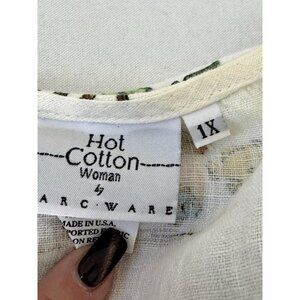 Hot
Cotton
Woman
by
ARC·WARE
1X
MADE IN U.S.A.